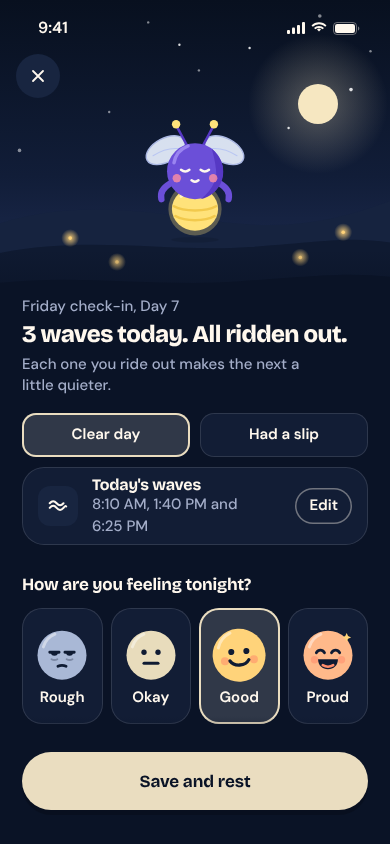 9:41
Friday check-in, Day 7
3 waves today. All ridden out.
Each one you ride out makes the next a
little quieter.
Clear day
Had a slip
Today's waves
8:10 AM, 1:40 PM and
6:25 PM
Edit
How are you feeling tonight?
Rough
Okay
Good
Proud
Save and rest